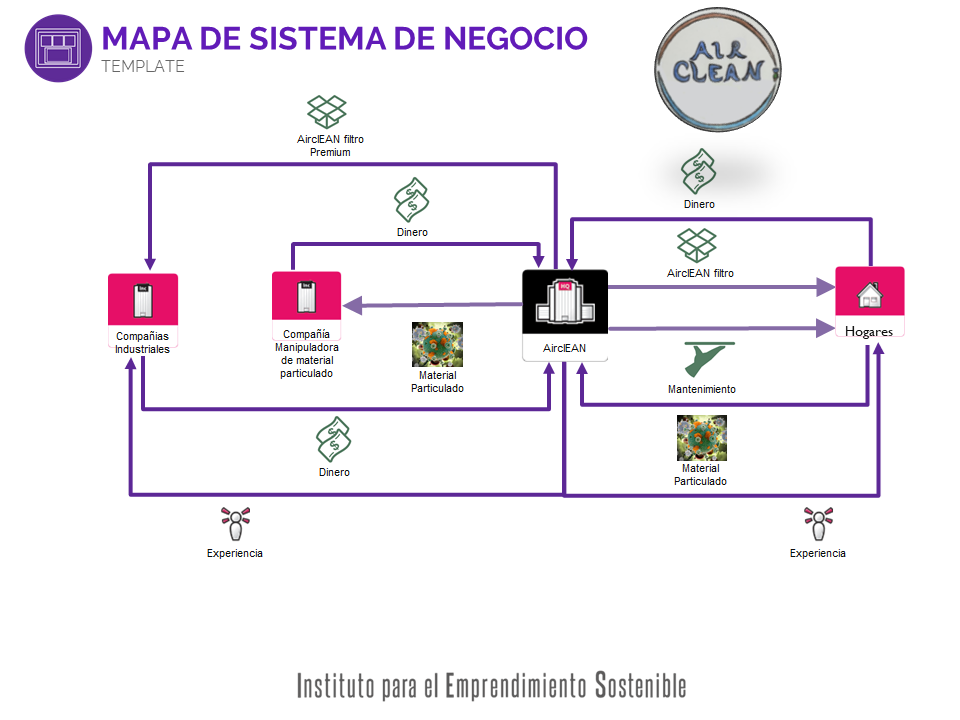 MAPA DE SISTEMA DE NEGOCIO
TEMPLATE
AIR
CLEAN
AirclEAN filtro
Premium
Dinero
Dinero
AirclEAN filtro
HQ
Compañias
Industriales
Compañía
Manipuladora
de material
particulado
AirclEAN
Hogares
Material
Particulado
Mantenimiento
Dinero
Material
Particulado
Experiencia
Experiencia
Instituto para el Emprendimiento Sostenible